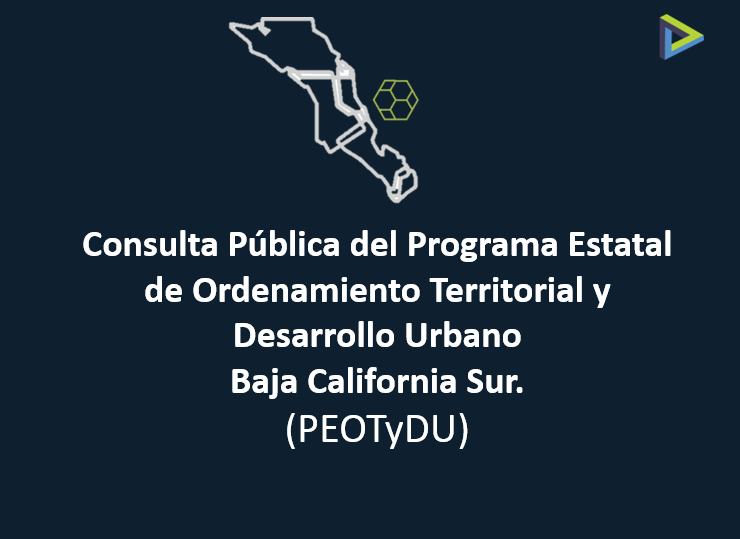 Consulta Pública del Programa Estatal
de Ordenamiento Territorial y
Desarrollo Urbano
Baja California Sur.
(PEOTyDU)